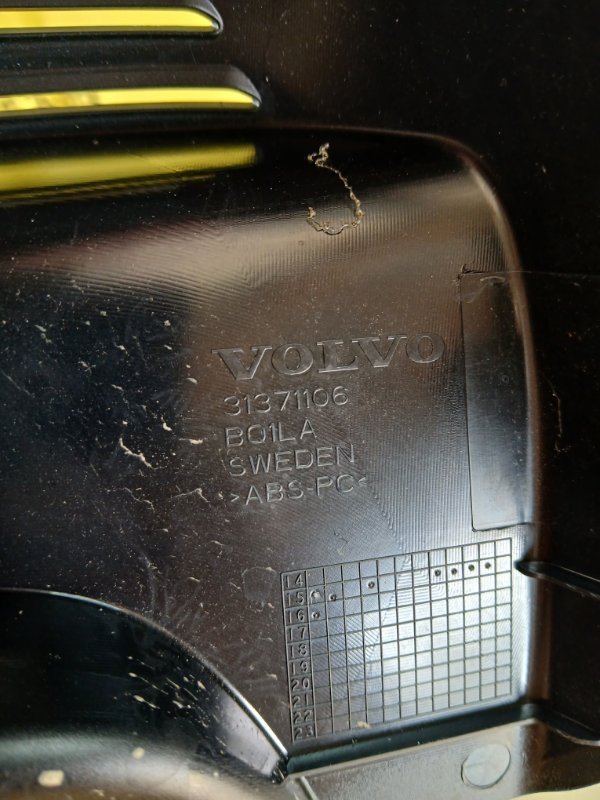 VOLVO
31371106
B01LA
SWEDEN
>ABS-PC<
14
15
16
17
18
19
20
21
22
23